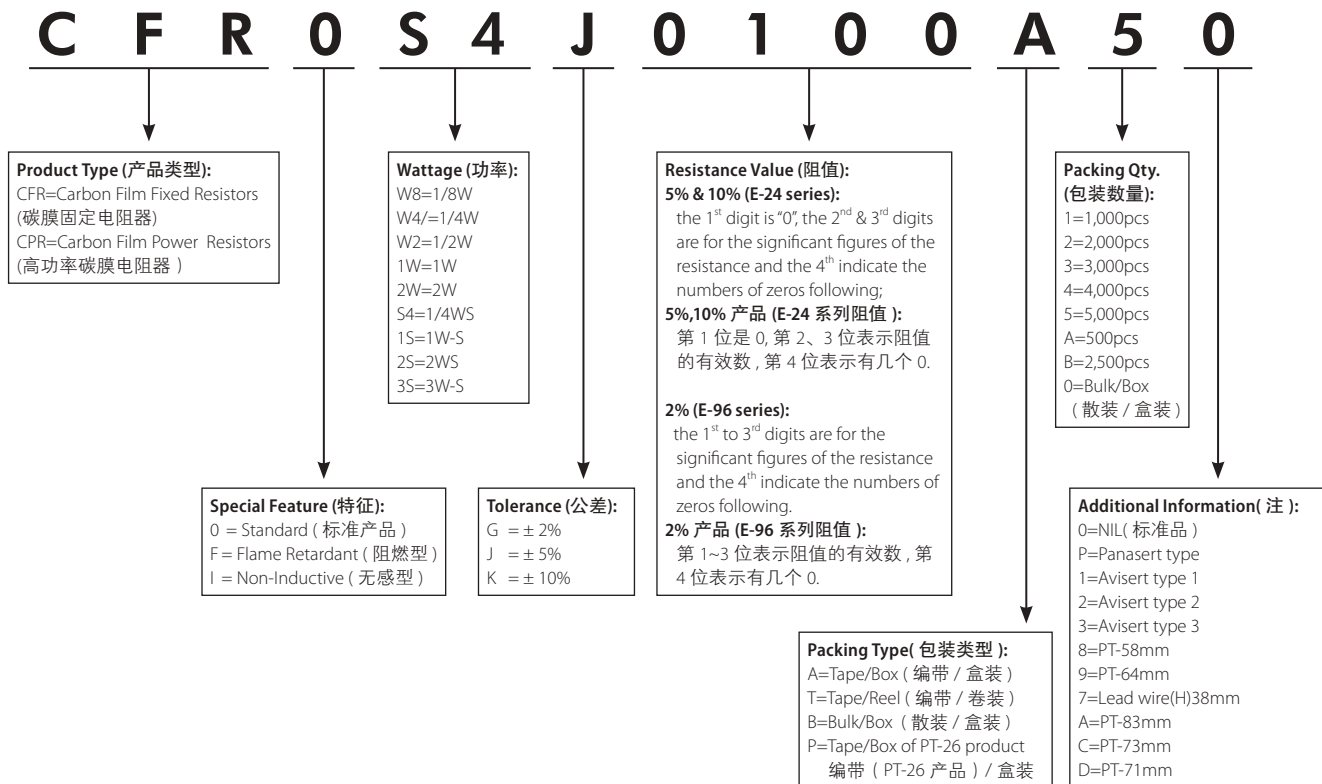 C F R 0 S 4 J 0 1 0 0 A 5 0
Product Type (产品类型):
CFR=Carbon Film Fixed Resistors
(碳膜固定电阻器)
CPR=Carbon Film Power Resistors
(高功率碳膜电阻器 )
Wattage (功率):
W8=1/8W
W4/=1/4W
W2=1/2W
1W=1W
2W=2W
S4=1/4WS
1S=1W-S
2S=2WS
3S=3W-S
Resistance Value (阻值):
5% & 10% (E-24 series):
the 1st digit is "0", the 2nd & 3rd digits
are for the significant figures of the
resistance and the 4th indicate the
numbers of zeros following;
5%,10% 产品 (E-24 系列阻值 ):
第 1 位是 0, 第 2、3 位表示阻值
的有效数 , 第 4 位表示有几个 0.
2% (E-96 series):
the 1st to 3rd digits are for the
significant figures of the resistance
and the 4th indicate the numbers of
zeros following.
2% 产品 (E-96 系列阻值 ):
第 1~3 位表示阻值的有效数 , 第
4 位表示有几个 0.
Packing Qty.
(包装数量):
1=1,000pcs
2=2,000pcs
3=3,000pcs
4=4,000pcs
5=5,000pcs
A=500pcs
B=2,500pcs
0=Bulk/Box
( 散装 / 盒装 )
Special Feature (特征):
0 = Standard ( 标准产品 )
F = Flame Retardant ( 阻燃型 )
I = Non-Inductive ( 无感型 )
Tolerance (公差):
G = ± 2%
J = ± 5%
K = ± 10%
Packing Type( 包装类型 ):
A=Tape/Box ( 编带 / 盒装 )
T=Tape/Reel ( 编带 / 卷装 )
B=Bulk/Box ( 散装 / 盒装 )
P=Tape/Box of PT-26 product
编带 ( PT-26 产品 ) / 盒装
Additional Information( 注 ):
0=NIL( 标准品 )
P=Panasert type
1=Avisert type 1
2=Avisert type 2
3=Avisert type 3
8=PT-58mm
9=PT-64mm
7=Lead wire(H)38mm
A=PT-83mm
C=PT-73mm
D=PT-71mm